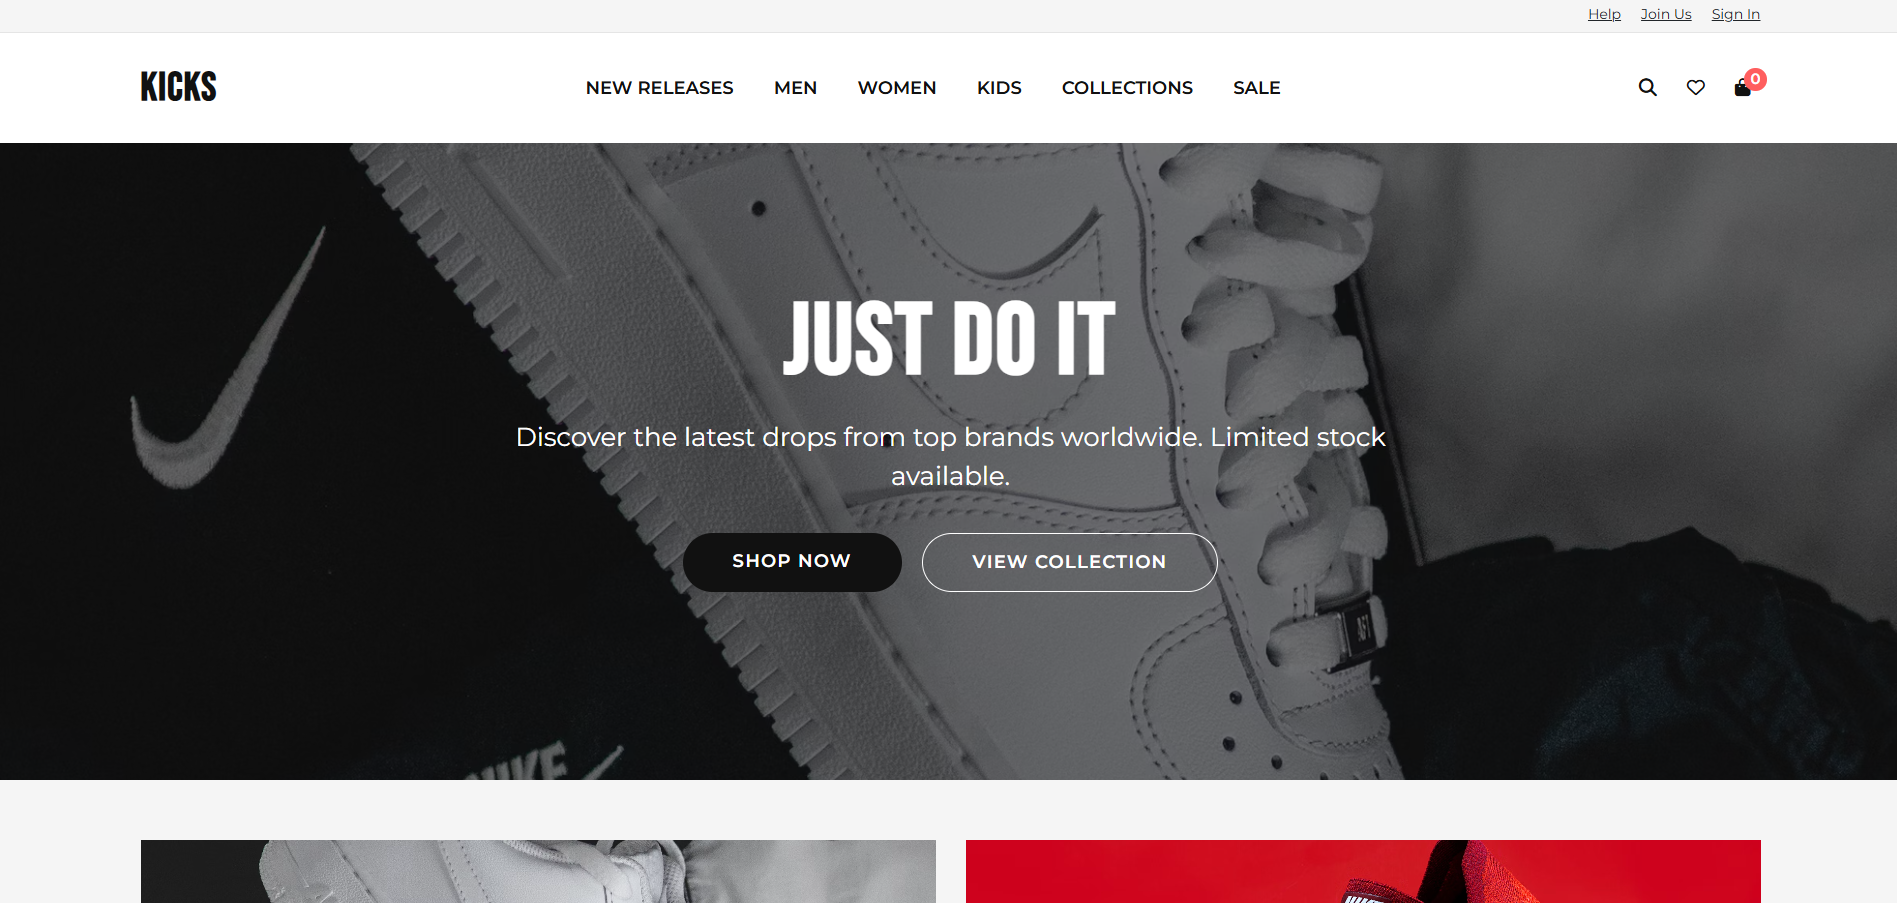 Help Join Us Sign In
KICKS
NEW RELEASES MEN WOMEN KIDS COLLECTIONS SALE
0
JUST DO IT
Discover the latest drops from top brands worldwide. Limited stock
available.
SHOP NOW VIEW COLLECTION
NIKE